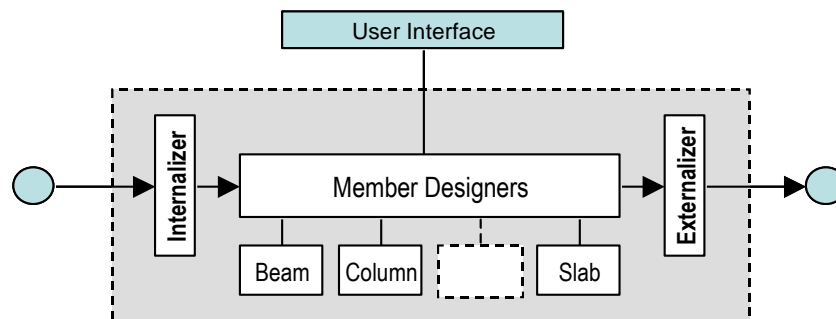 User Interface
Internalizer
Member Designers
Externalizer
Beam
Column
Slab